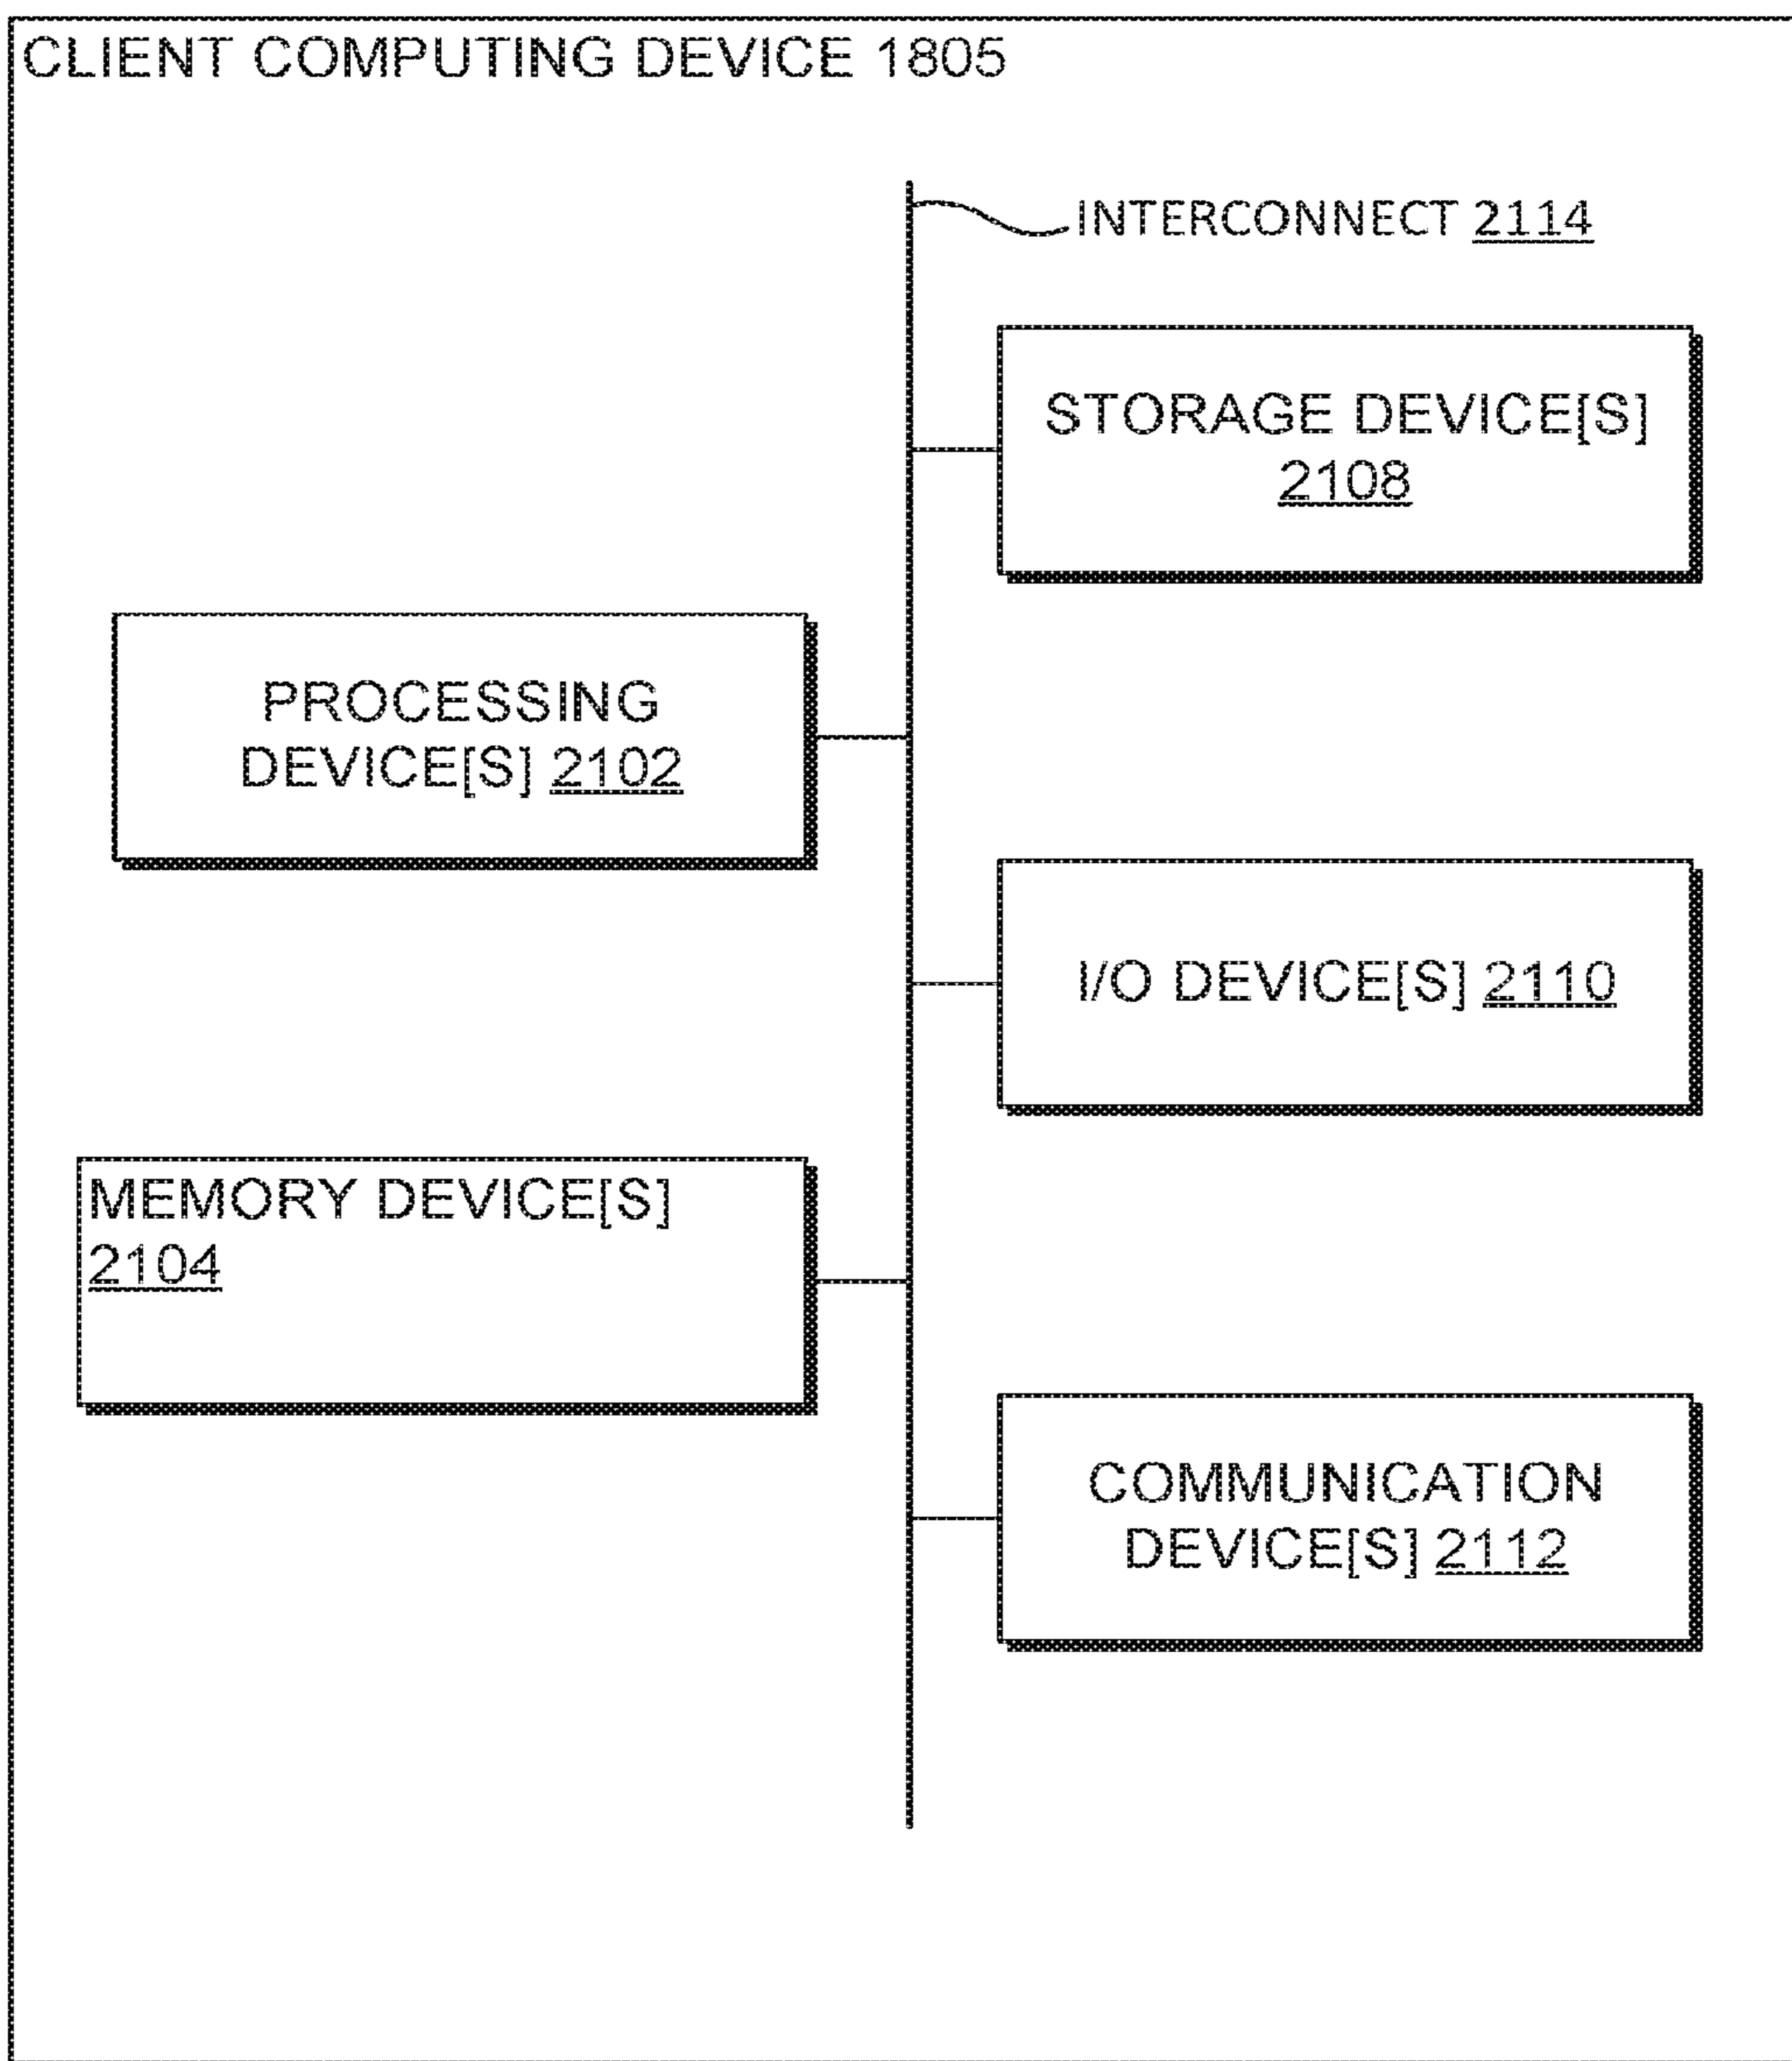 CLIENT COMPUTING DEVICE 1805
INTERCONNECT 2114
STORAGE DEVICE[S]
2108
PROCESSING
DEVICE[S] 2102
I/O DEVICE[S] 2110
MEMORY DEVICE[S]
2104
COMMUNICATION
DEVICE[S] 2112